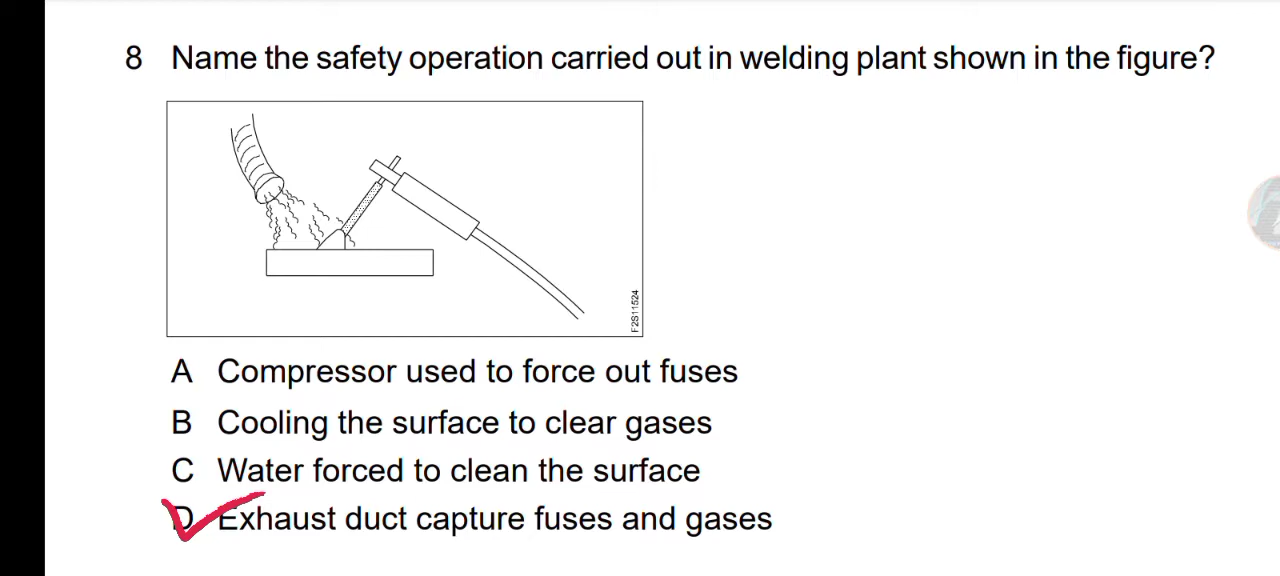 8 Name the safety operation carried out in welding plant shown in the figure?
F2S11524
A Compressor used to force out fuses
B Cooling the surface to clear gases
C Water forced to clean the surface
D Exhaust duct capture fuses and gases